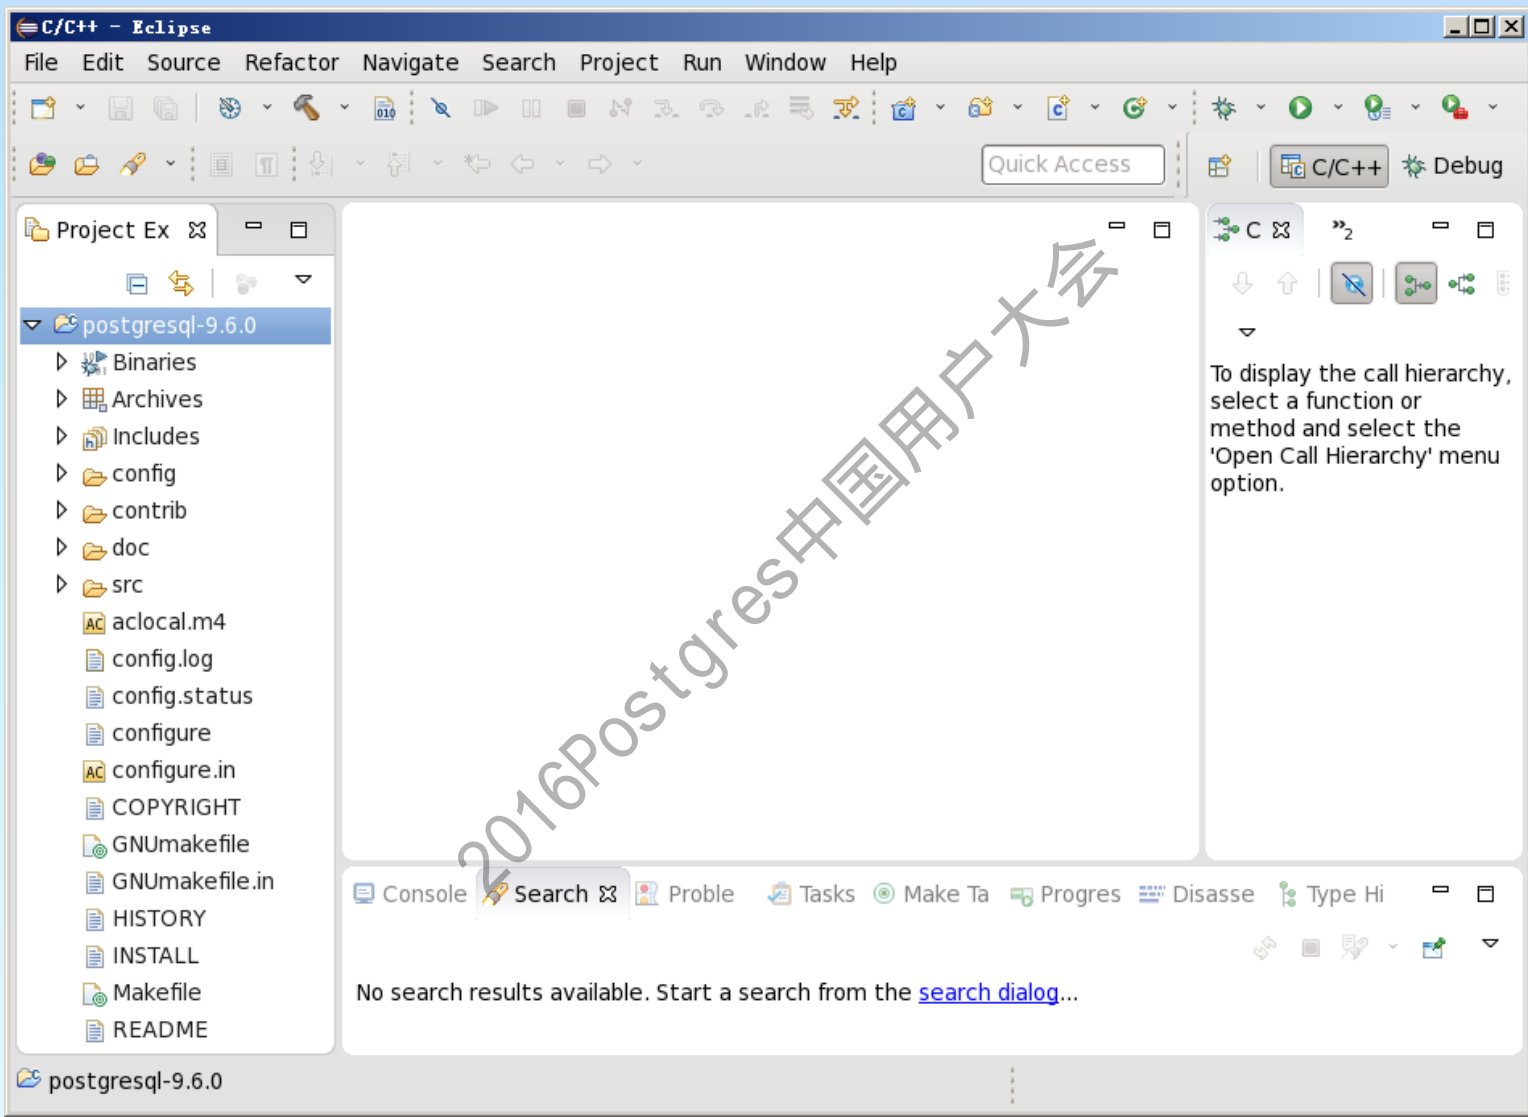 C/C++ - Eclipse
File Edit Source Refactor Navigate Search Project Run Window Help
010
Quick Access
C/C++
Debug
Project Ex
C
»2
postgresql-9.6.0
Binaries
Archives
Includes
config
contrib
doc
src
aclocal.m4
config.log
config.status
configure
configure.in
COPYRIGHT
GNUmakefile
GNUmakefile.in
HISTORY
INSTALL
Makefile
README
To display the call hierarchy,
select a function or
method and select the
'Open Call Hierarchy' menu
option.
2016Postgres中国用户大会
Console Search Proble Tasks Make Ta Progres Disasse Type Hi
No search results available. Start a search from the search dialog...
postgresql-9.6.0